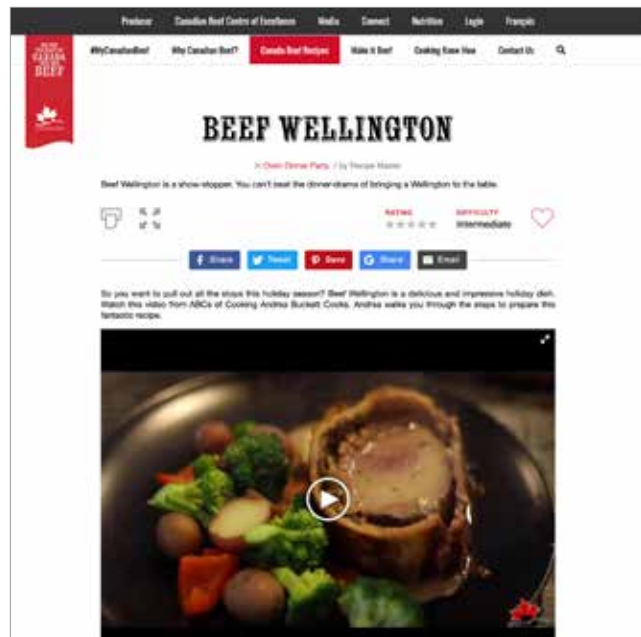 Producer Canadian Beef Centre of Excellence Media Connect Nutrition Login Français
CANADA
BEEF
#MyCanadianBeef Why Canadian Beef? Canada Beef Recipes Make it Beef Cooking Know How Contact Us
BEEF WELLINGTON
in Oven Dinner Party / by Recipe Master
Beef Wellington is a show-stopper. You can't beat the dinner-drama of bringing a Wellington to the table.
RATING
DIFFICULTY
Intermediate
Share Tweet Save Share Email
So you want to pull out all the stops this holiday season? Beef Wellington is a delicious and impressive holiday dish.
Watch this video from ABCs of Cooking Andrea Buckett Cooks. Andrea walks you through the steps to prepare this
fantastic recipe.